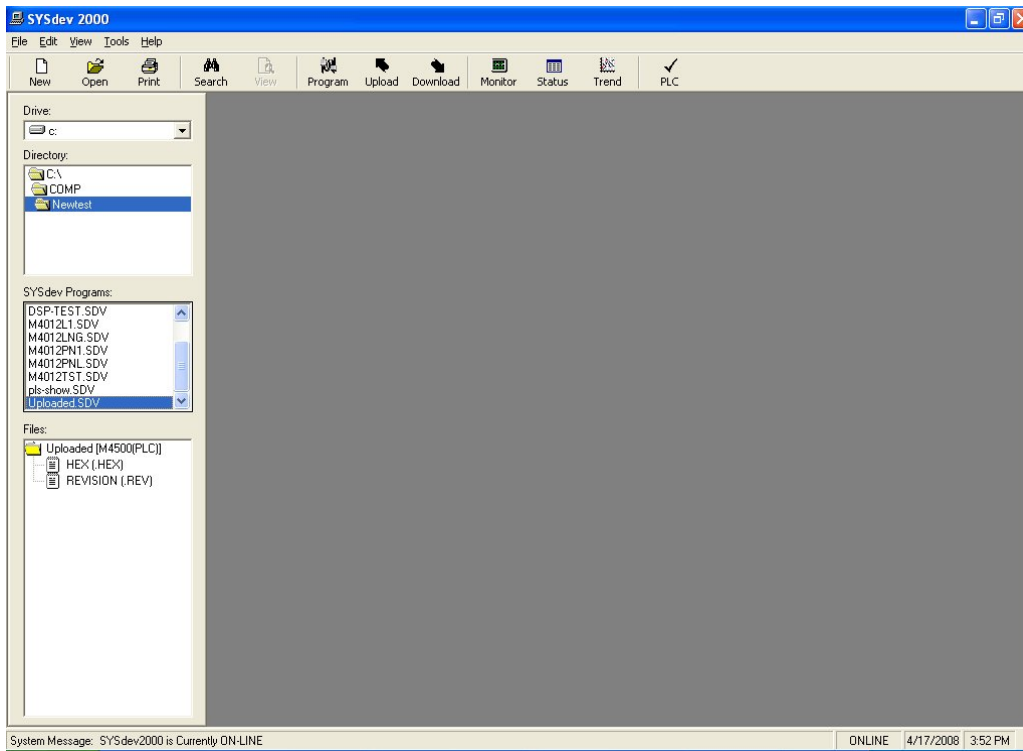 SYSdev 2000
File Edit View Tools Help
New Open Print Search View Program Upload Download Monitor Status Trend PLC
Drive:
c:
Directory:
C:\
COMP
Newtest
SYSdev Programs:
DSP-TEST.SDV
M4012L1.SDV
M4012LNG.SDV
M4012PN1.SDV
M4012PNL.SDV
M4012TST.SDV
pls-show.SDV
Uploaded.SDV
Files:
Uploaded [M4500(PLC)]
HEX (.HEX)
REVISION (.REV)
System Message: SYSdev2000 is Currently ON-LINE ONLINE 4/17/2008 3:52 PM